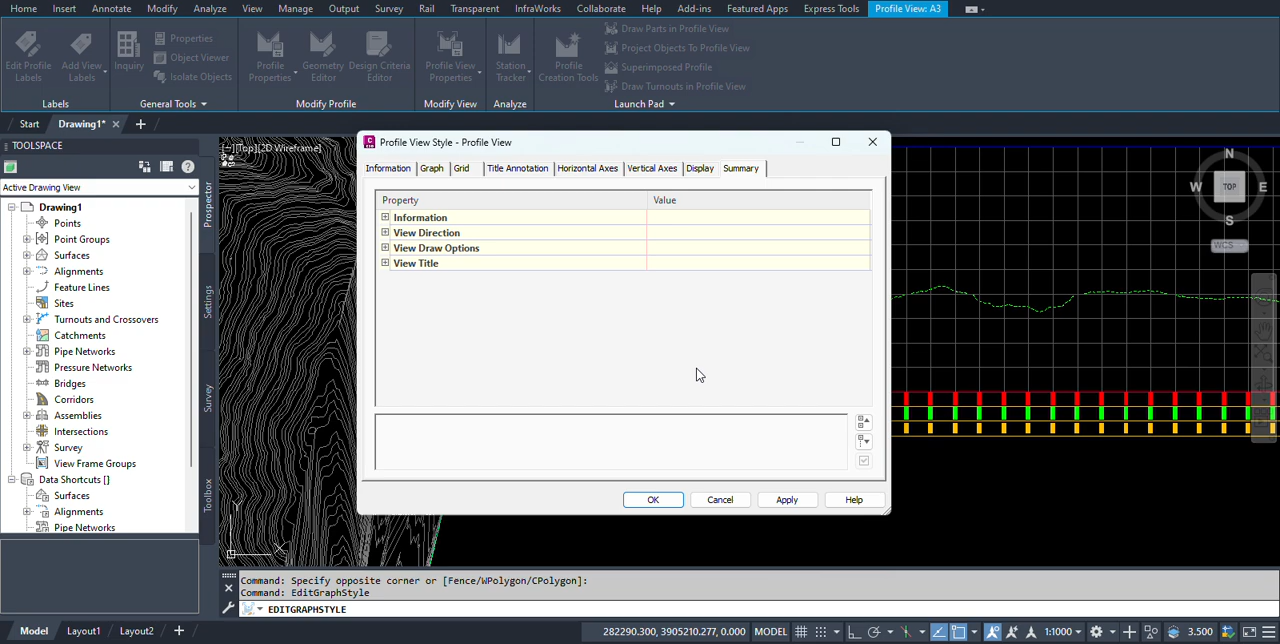 Home Insert Annotate Modify Analyze View Manage Output Survey Rail Transparent InfraWorks Collaborate Help Add-ins Featured Apps Express Tools Profile View: A3
Edit Profile Labels
Add View Labels
Inquiry
Properties
Object Viewer
Isolate Objects
Profile Properties
Geometry Editor
Design Criteria Editor
Profile View Properties
Station Tracker
Profile Creation Tools
Draw Parts in Profile View
Project Objects To Profile View
Superimposed Profile
Draw Turnouts in Profile View
Labels General Tools Modify Profile Modify View Analyze Launch Pad
Start Drawing1*
TOOLSPACE
Active Drawing View
Drawing1
Points
Point Groups
Surfaces
Alignments
Feature Lines
Sites
Turnouts and Crossovers
Catchments
Pipe Networks
Pressure Networks
Bridges
Corridors
Assemblies
Intersections
Survey
View Frame Groups
Data Shortcuts []
Surfaces
Alignments
Pipe Networks
Prospector
Settings
Survey
Toolbox
[−][Top][2D Wireframe]
Profile View Style - Profile View
Information Graph Grid Title Annotation Horizontal Axes Vertical Axes Display Summary
Property Value
Information
View Direction
View Draw Options
View Title
OK Cancel Apply Help
N
W TOP E
S
WCS
Y
X
Command: Specify opposite corner or [Fence/WPolygon/CPolygon]:
Command: EditGraphStyle
EDITGRAPHSTYLE
Model Layout1 Layout2
282290.300, 3905210.277, 0.000 MODEL 1:1000 3.500